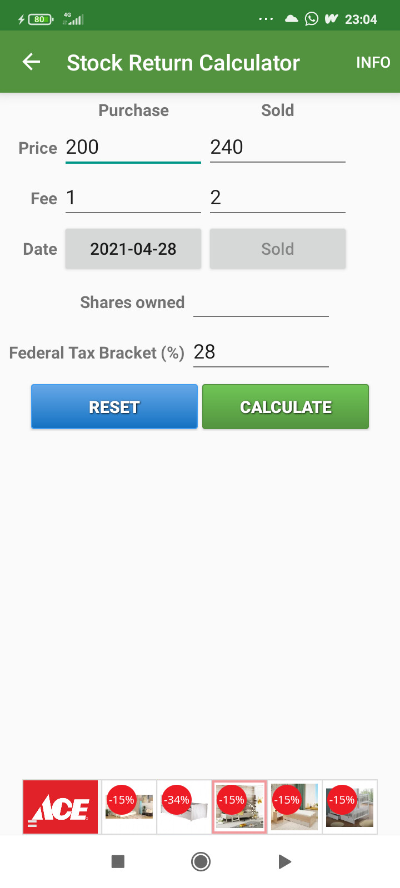 80 4G ... 23:04
Stock Return Calculator INFO
Purchase Sold
Price 200 240
Fee 1 2
Date 2021-04-28 Sold
Shares owned
Federal Tax Bracket (%) 28
RESET CALCULATE
ACE -15% -34% -15% -15% -15%